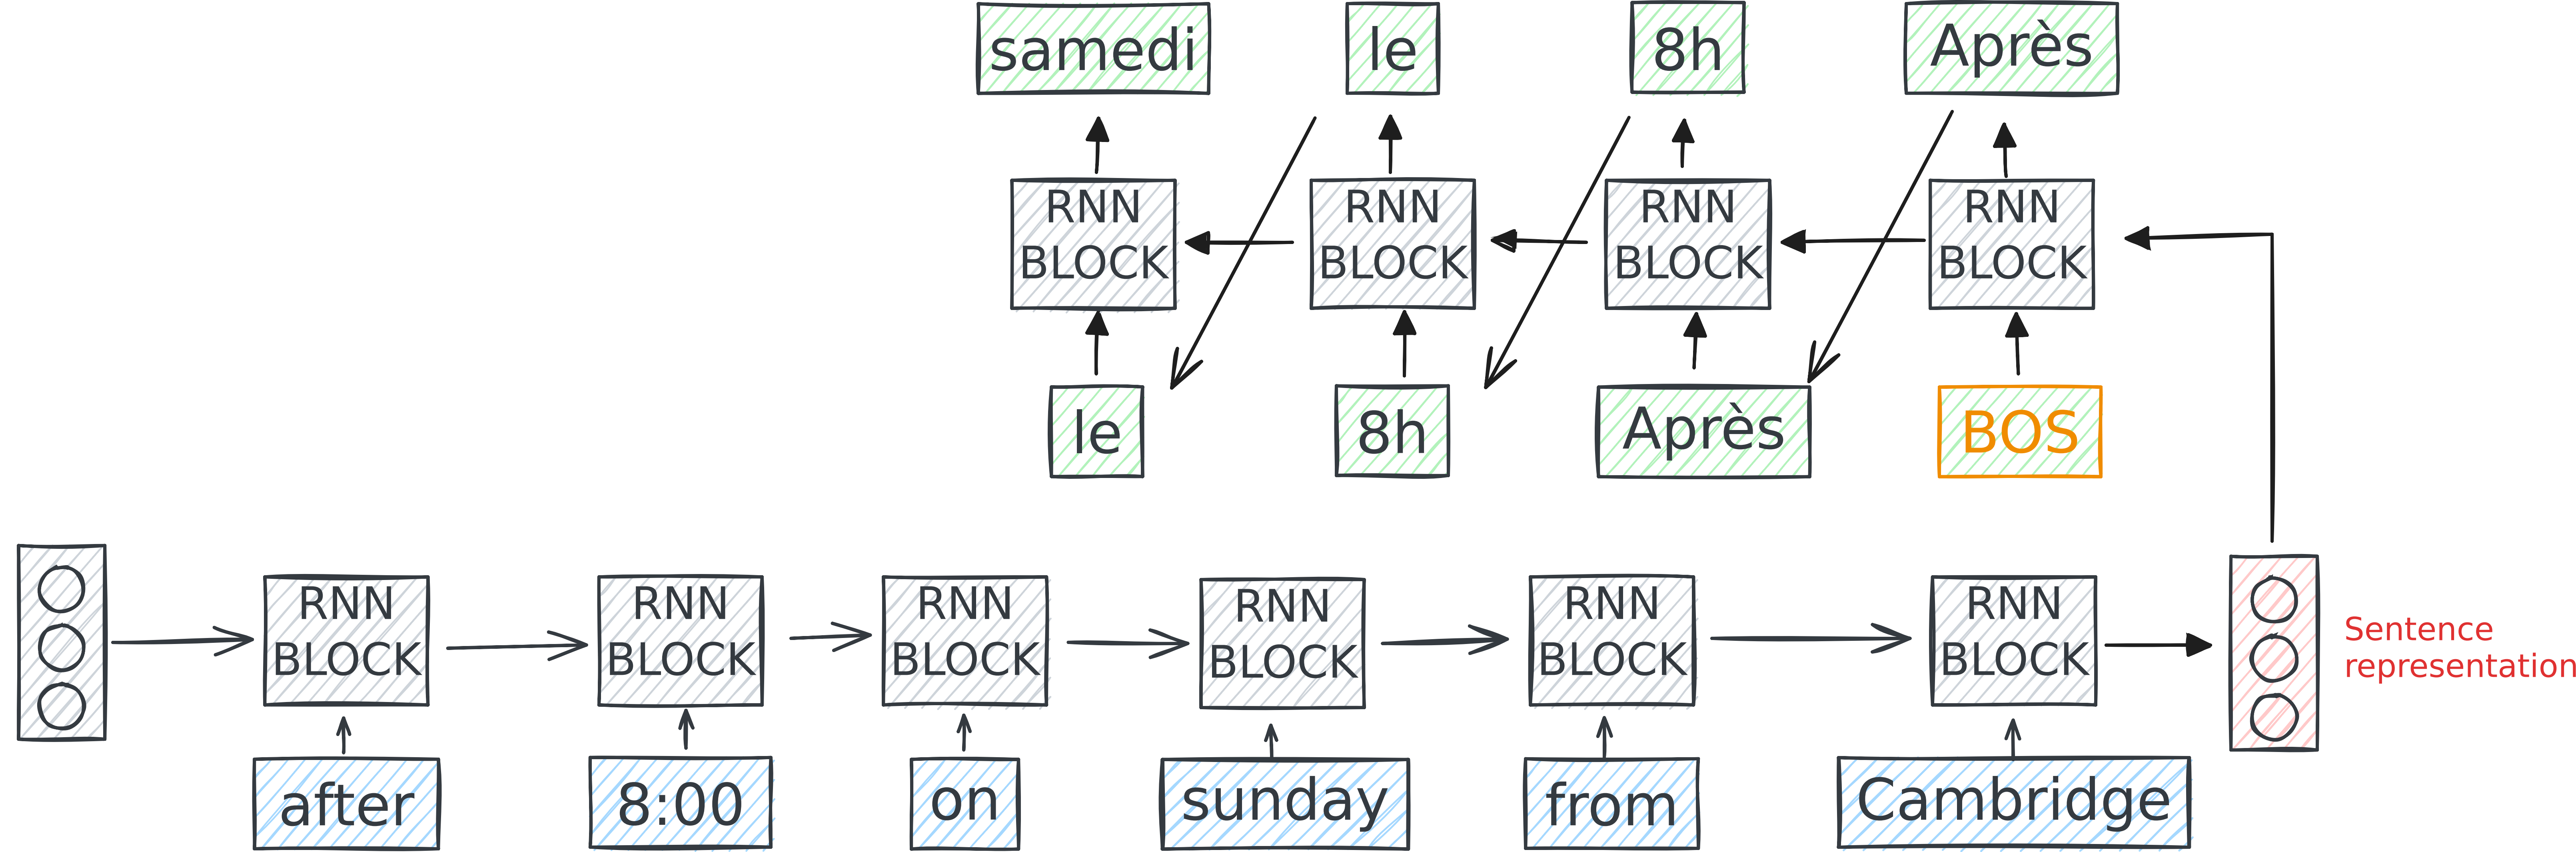 samedi
le
8h
Après
RNN
BLOCK
RNN
BLOCK
RNN
BLOCK
RNN
BLOCK
le
8h
Après
BOS
RNN
BLOCK
RNN
BLOCK
RNN
BLOCK
RNN
BLOCK
RNN
BLOCK
RNN
BLOCK
Sentence
representation
after
8:00
on
sunday
from
Cambridge